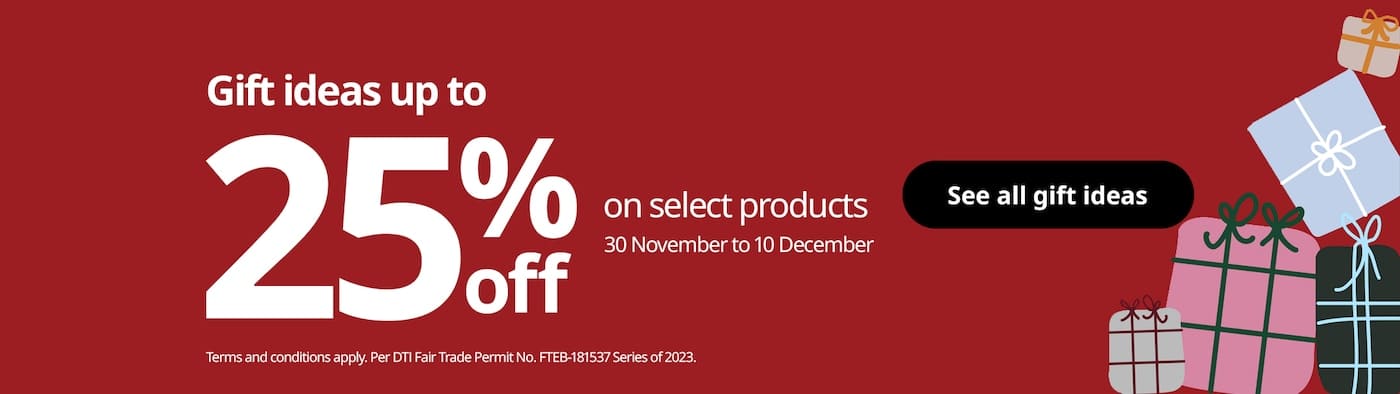 Gift ideas up to
25%
off
on select products
30 November to 10 December
See all gift ideas
Terms and conditions apply. Per DTI Fair Trade Permit No. FTEB-181537 Series of 2023.